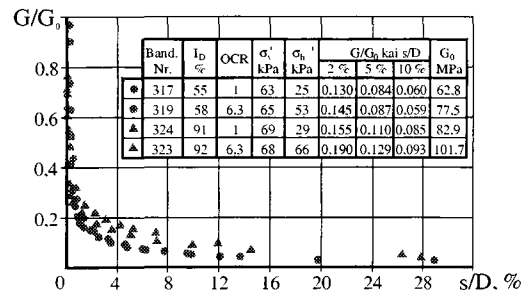 G/G₀
Band. Nr. I_D % OCR σ_v' kPa σ_h' kPa G/G₀ kai s/D 2 % 5 % 10 % G₀ MPa
317 55 1 63 25 0.130 0.084 0.060 62.8
319 58 6.3 65 53 0.145 0.087 0.059 77.5
324 91 1 69 29 0.155 0.110 0.085 82.9
323 92 6.3 68 66 0.190 0.129 0.093 101.7
0.8
0.6
0.4
0.2
0 4 8 12 16 20 24 28
s/D, %